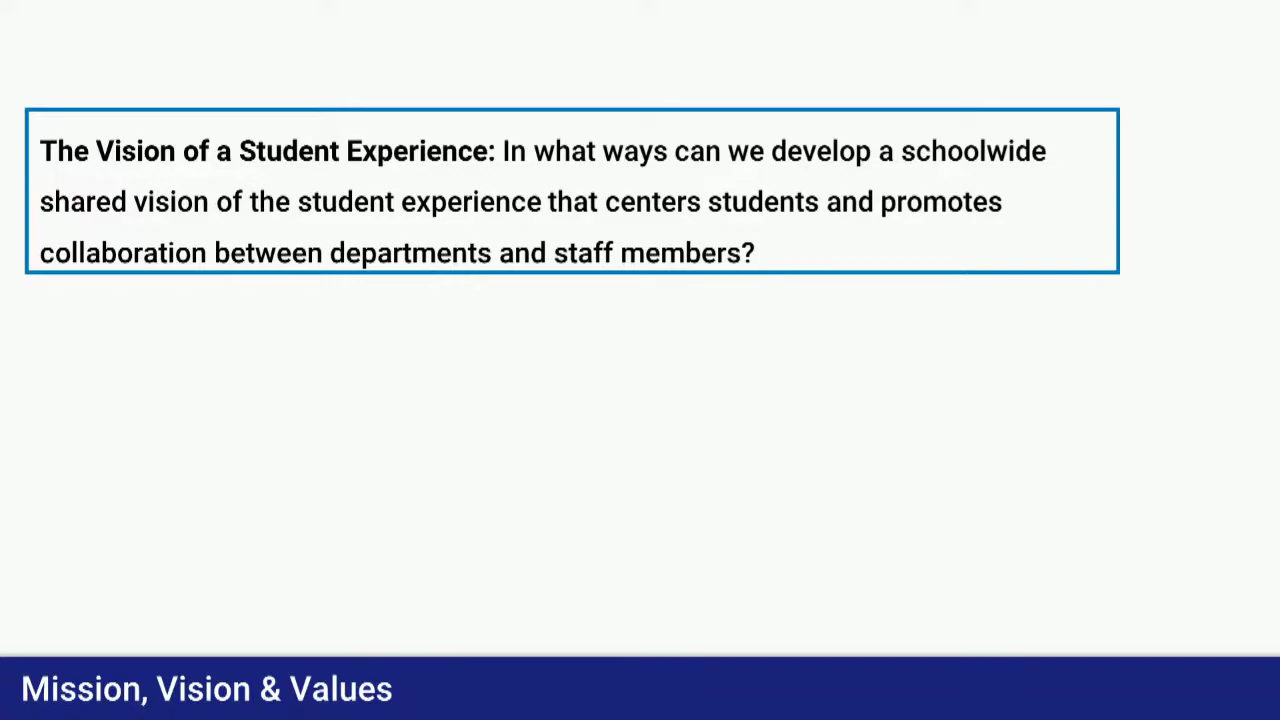 The Vision of a Student Experience: In what ways can we develop a schoolwide
shared vision of the student experience that centers students and promotes
collaboration between departments and staff members?
Mission, Vision & Values